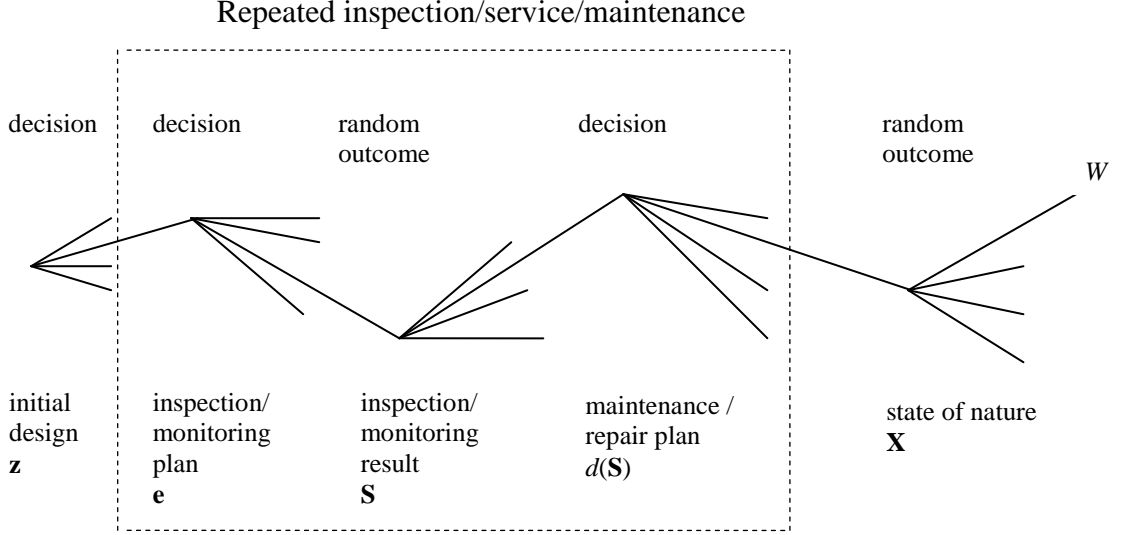 Repeated inspection/service/maintenance
decision
decision
random
outcome
decision
random
outcome
W
initial
design
z
inspection/
monitoring
plan
e
inspection/
monitoring
result
S
maintenance /
repair plan
d(S)
state of nature
X